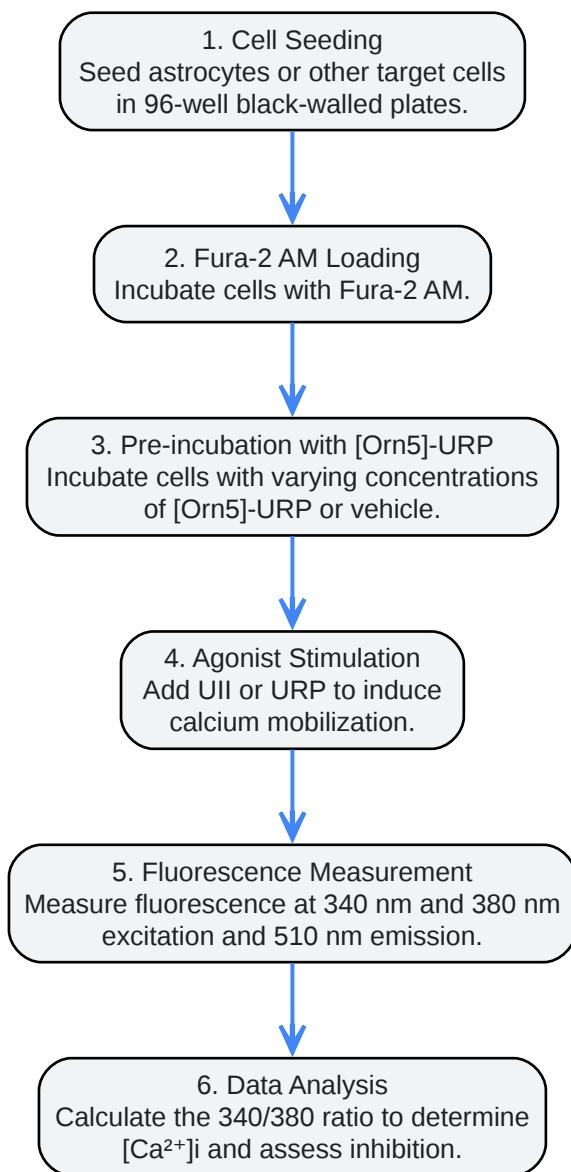 1. Cell Seeding
Seed astrocytes or other target cells
in 96-well black-walled plates.
2. Fura-2 AM Loading
Incubate cells with Fura-2 AM.
3. Pre-incubation with [Orn5]-URP
Incubate cells with varying concentrations
of [Orn5]-URP or vehicle.
4. Agonist Stimulation
Add UII or URP to induce
calcium mobilization.
5. Fluorescence Measurement
Measure fluorescence at 340 nm and 380 nm
excitation and 510 nm emission.
6. Data Analysis
Calculate the 340/380 ratio to determine
[Ca²⁺]i and assess inhibition.